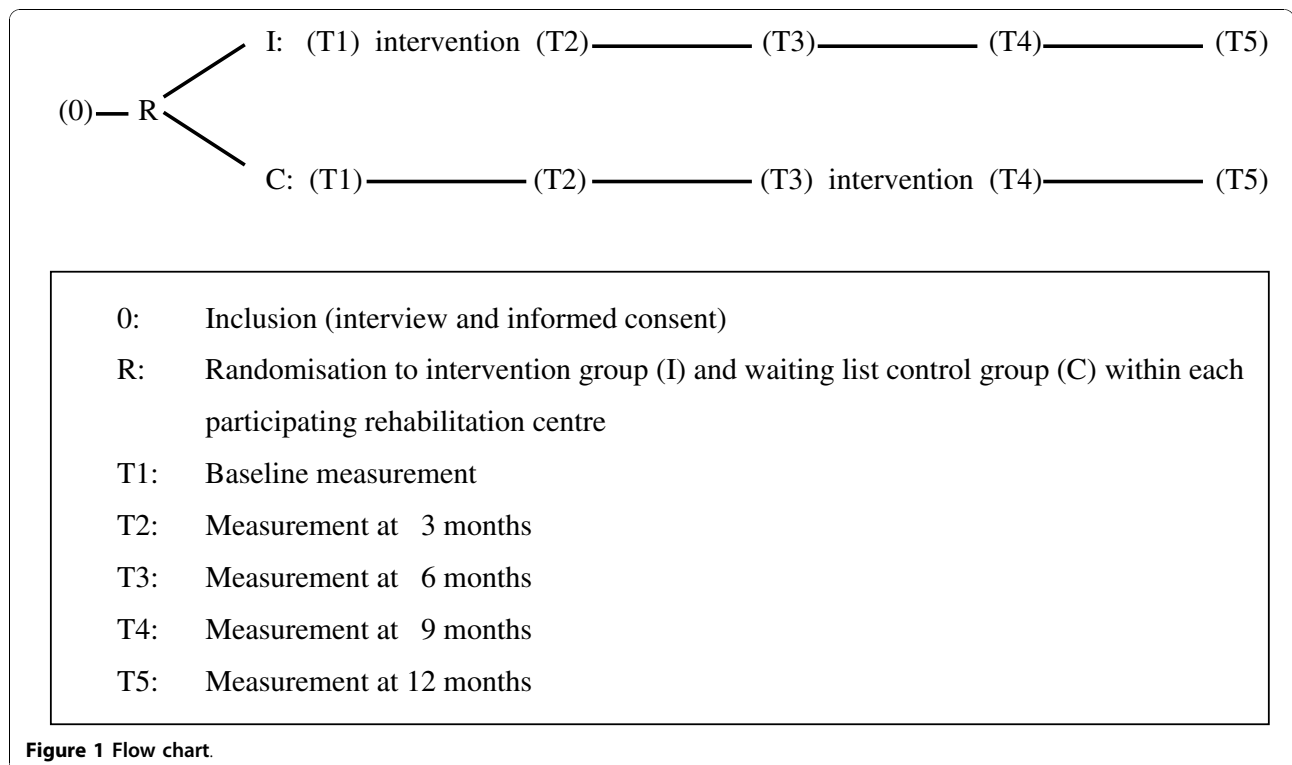 I: (T1) intervention (T2) (T3) (T4) (T5)
(0) R
C: (T1) (T2) (T3) intervention (T4) (T5)
0: Inclusion (interview and informed consent)
R: Randomisation to intervention group (I) and waiting list control group (C) within each
participating rehabilitation centre
T1: Baseline measurement
T2: Measurement at 3 months
T3: Measurement at 6 months
T4: Measurement at 9 months
T5: Measurement at 12 months
Figure 1 Flow chart.